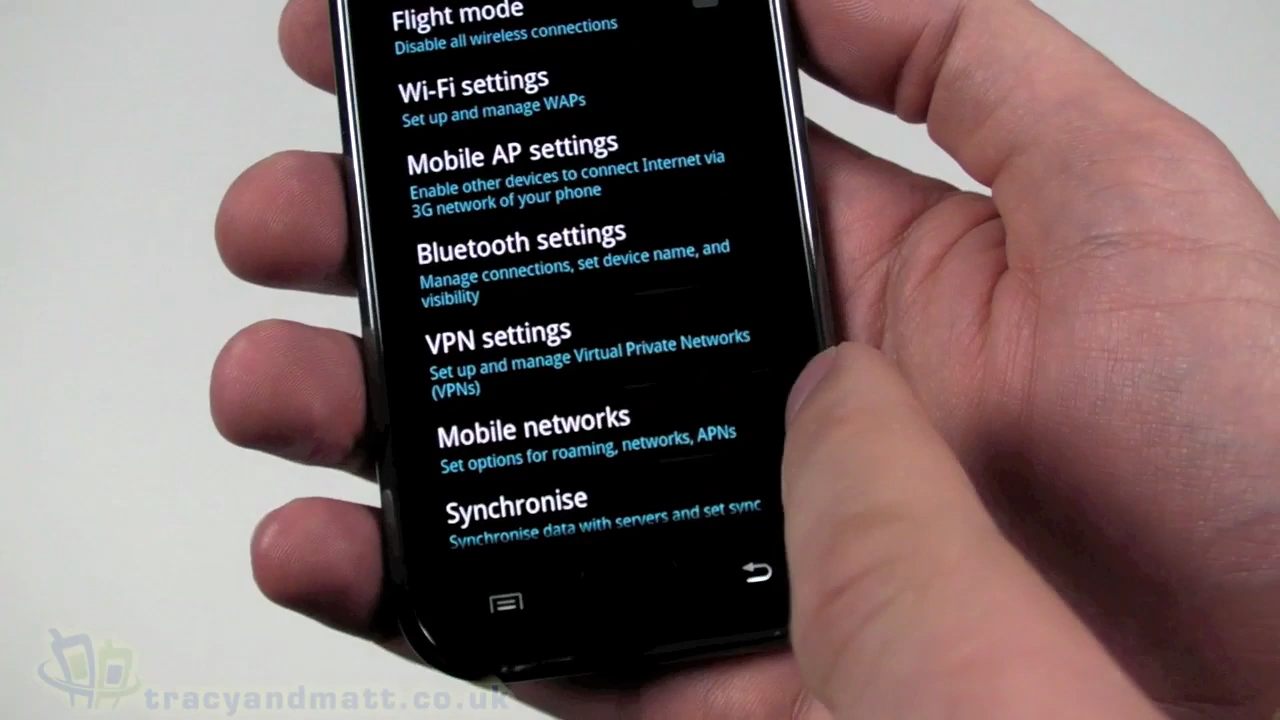 Flight mode
Disable all wireless connections
Wi-Fi settings
Set up and manage WAPs
Mobile AP settings
Enable other devices to connect Internet via
3G network of your phone
Bluetooth settings
Manage connections, set device name, and
visibility
VPN settings
Set up and manage Virtual Private Networks
(VPNs)
Mobile networks
Set options for roaming, networks, APNs
Synchronise
Synchronise data with servers and set sync
tracyandmatt.co.uk